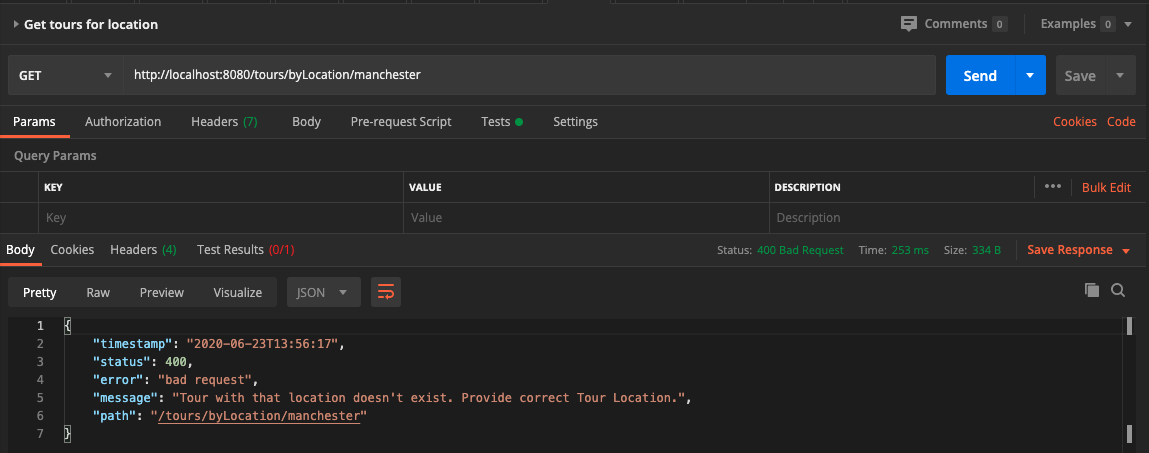 Get tours for location Comments 0 Examples 0
GET http://localhost:8080/tours/byLocation/manchester Send Save
Params Authorization Headers (7) Body Pre-request Script Tests Settings Cookies Code
Query Params
KEY VALUE DESCRIPTION ••• Bulk Edit
Key Value Description
Body Cookies Headers (4) Test Results (0/1) Status: 400 Bad Request Time: 253 ms Size: 334 B Save Response
Pretty Raw Preview Visualize JSON
1 {
2 "timestamp": "2020-06-23T13:56:17",
3 "status": 400,
4 "error": "bad request",
5 "message": "Tour with that location doesn't exist. Provide correct Tour Location.",
6 "path": "/tours/byLocation/manchester"
7 }